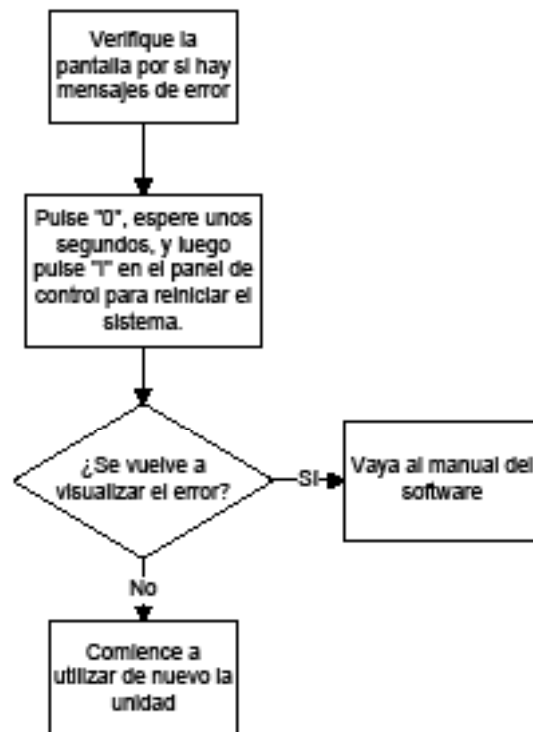 Verifique la
pantalla por si hay
mensajes de error
Pulse "0", espere unos
segundos, y luego
pulse "I" en el panel de
control para reiniciar el
sistema.
¿Se vuelve a
visualizar el error?
Si
Vaya al manual del
software
No
Comience a
utilizar de nuevo la
unidad